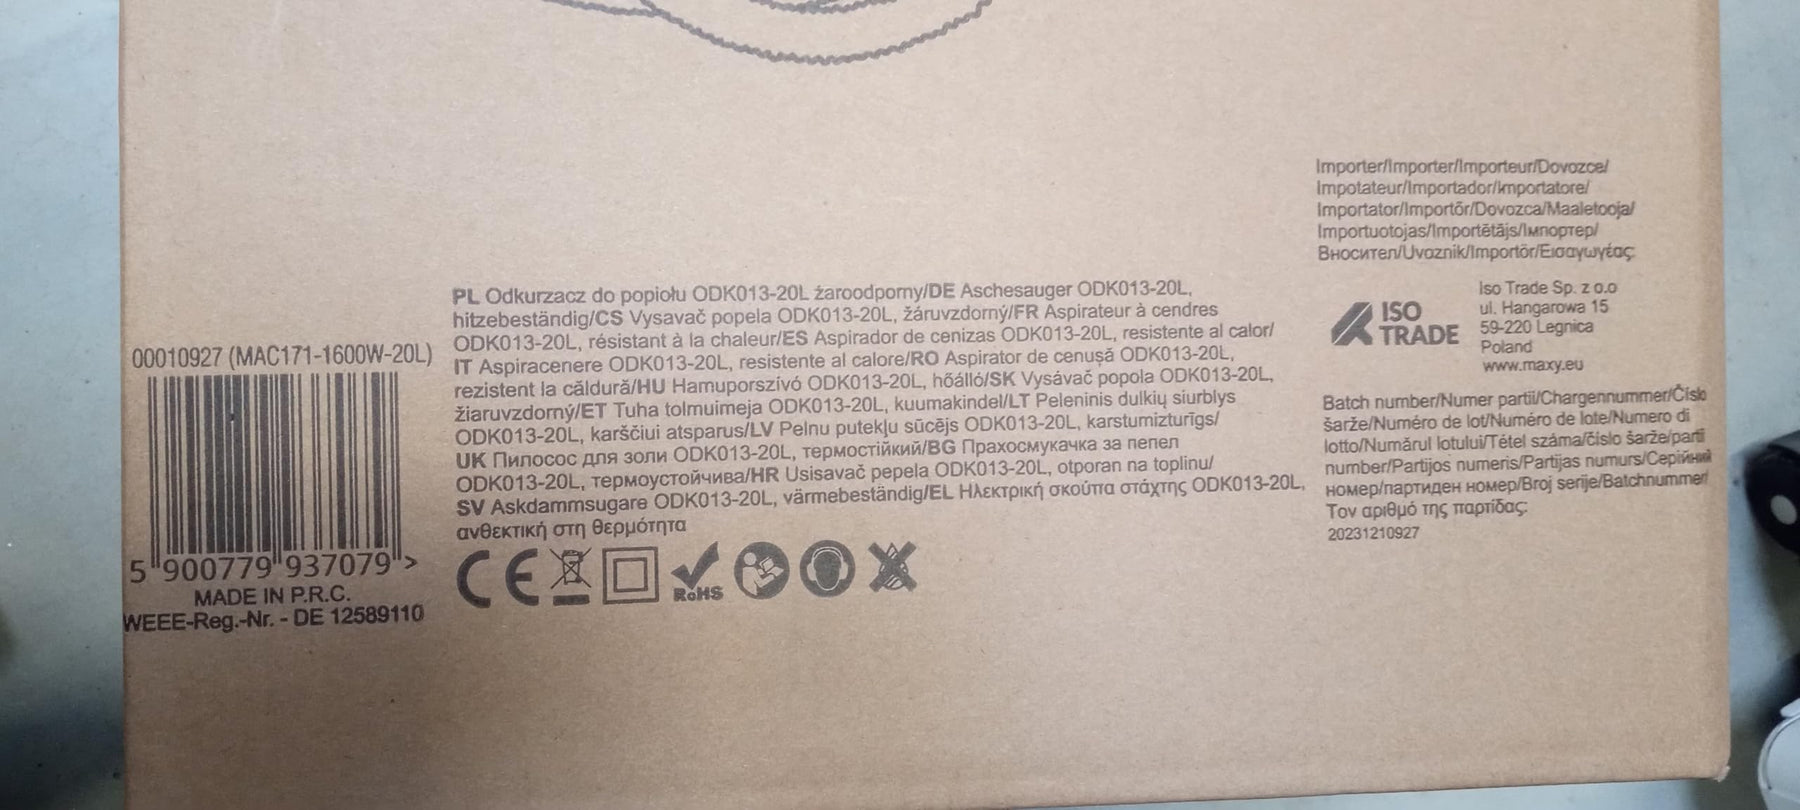 Importer/Importer/Importeur/Dovozce/
Impotateur/Importador/Importatore/
Importator/Importőr/Dovozca/Maaletooja/
Importuotojas/Importētājs/Імпортер/
Вносител/Uvoznik/Importör/Εισαγωγέας:
ISO
TRADE
Iso Trade Sp. z o.o
ul. Hangarowa 15
59-220 Legnica
Poland
www.maxy.eu
PL Odkurzacz do popiołu ODK013-20L żaroodporny/DE Aschesauger ODK013-20L,
hitzebeständig/CS Vysavač popela ODK013-20L, žáruvzdorný/FR Aspirateur à cendres
ODK013-20L, résistant à la chaleur/ES Aspirador de cenizas ODK013-20L, resistente al calor/
IT Aspiracenere ODK013-20L, resistente al calore/RO Aspirator de cenușă ODK013-20L,
rezistent la căldură/HU Hamuporszívó ODK013-20L, hőálló/SK Vysávač popola ODK013-20L,
žiaruvzdorný/ET Tuha tolmuimeja ODK013-20L, kuumakindel/LT Peleninis dulkių siurblys
ODK013-20L, karščiui atsparus/LV Pelnu putekļu sūcējs ODK013-20L, karstumizturīgs/
UK Пилосос для золи ODK013-20L, термостійкий/BG Прахосмукачка за пепел
ODK013-20L, термоустойчива/HR Usisavač pepela ODK013-20L, otporan na toplinu/
SV Askdammsugare ODK013-20L, värmebeständig/EL Ηλεκτρική σκούπα στάχτης ODK013-20L,
ανθεκτική στη θερμότητα
CE
RoHS
00010927 (MAC171-1600W-20L)
5 900779 937079 >
MADE IN P.R.C.
WEEE-Reg.-Nr. - DE 12589110
Batch number/Numer partii/Chargennummer/Číslo
šarže/Numéro de lot/Numéro de lote/Numero di
lotto/Numărul lotului/Tétel száma/číslo šarže/partii
number/Partijos numeris/Partijas numurs/Серійний
номер/партиден номер/Broj serije/Batchnummer/
Τον αριθμό της παρτίδας:
20231210927